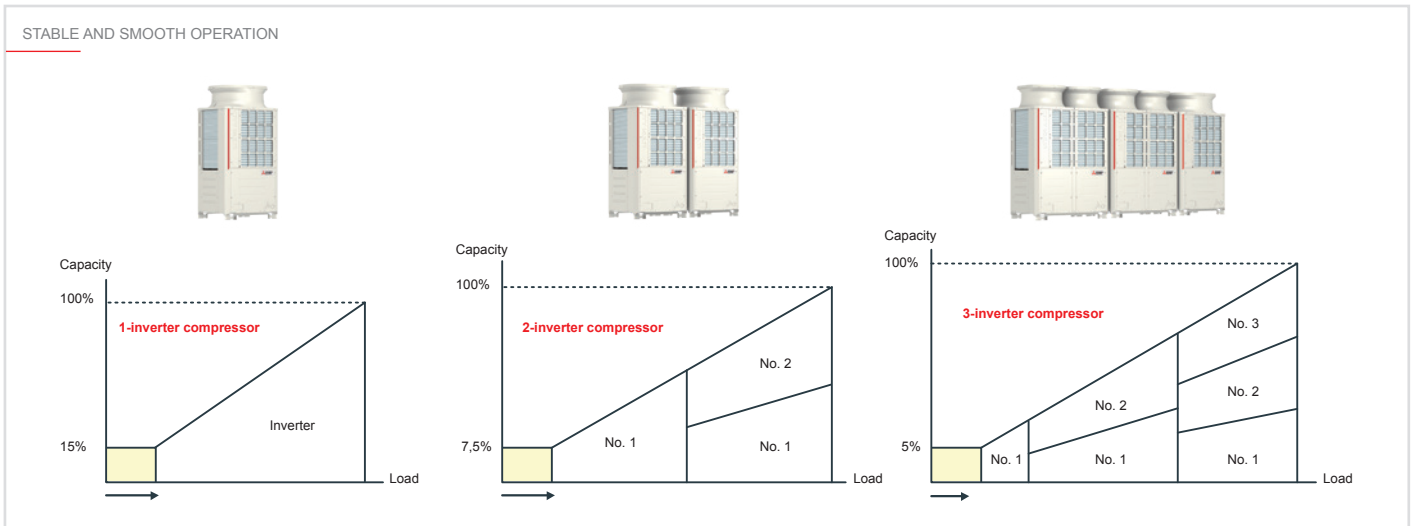 STABLE AND SMOOTH OPERATION
Capacity
100%
1-inverter compressor
Inverter
15%
Load
Capacity
100%
2-inverter compressor
No. 2
No. 1
No. 1
7,5%
Load
Capacity
100%
3-inverter compressor
No. 3
No. 2
No. 2
No. 1
No. 1
No. 1
5%
Load